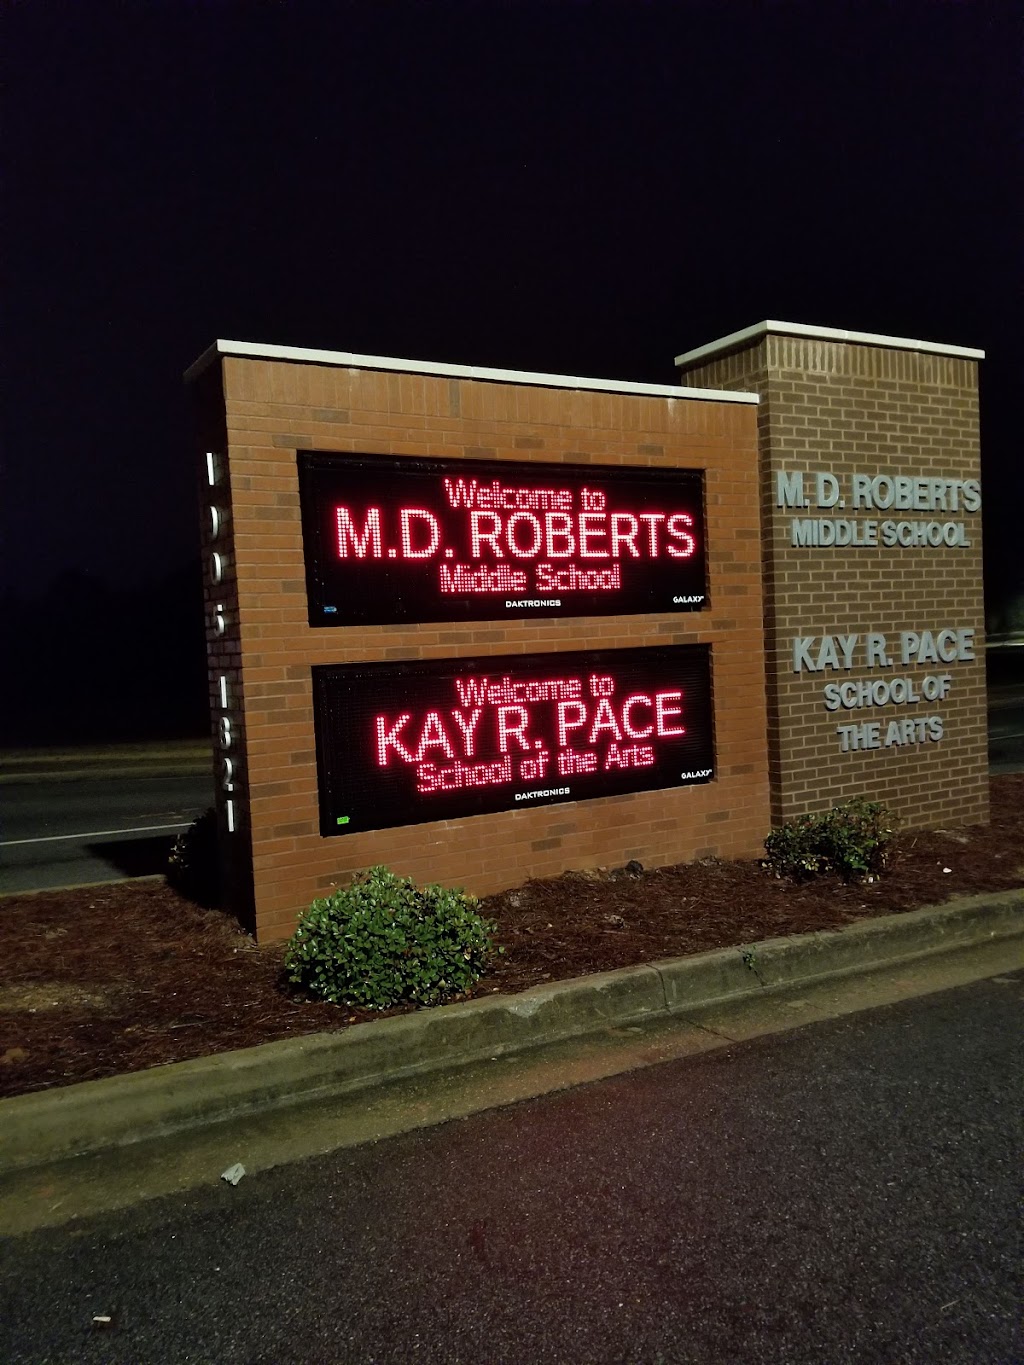 Welcome to
M.D. ROBERTS
Middle School
DAKTRONICS
GALAXY
Welcome to
KAY R. PACE
School of the Arts
DAKTRONICS
GALAXY
M. D. ROBERTS
MIDDLE SCHOOL
KAY R. PACE
SCHOOL OF
THE ARTS